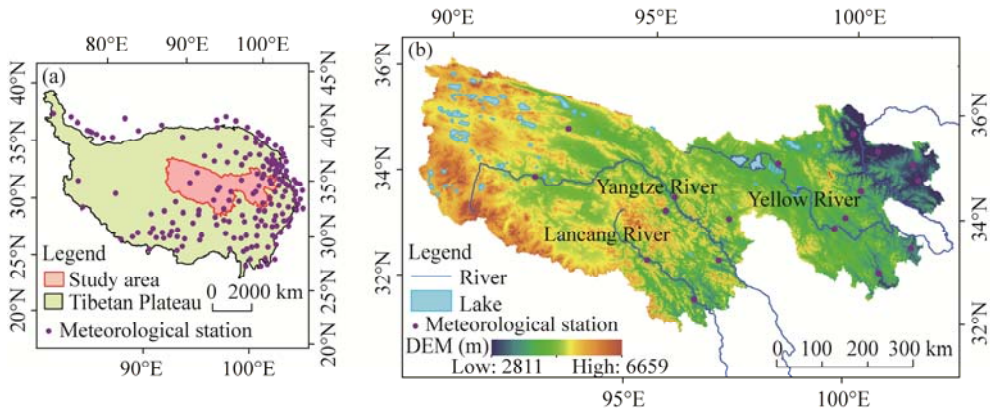 80°E 90°E 100°E
(a)
45°N
40°N
40°N
35°N
35°N
30°N
30°N
25°N
25°N
20°N
20°N
90°E 100°E
Legend
Study area
Tibetan Plateau
Meteorological station
0 2000 km
90°E 95°E 100°E
(b)
36°N
34°N
32°N
36°N
34°N
32°N
95°E 100°E
Yangtze River
Yellow River
Lancang River
Legend
River
Lake
Meteorological station
DEM (m)
Low: 2811 High: 6659
0 100 200 300 km